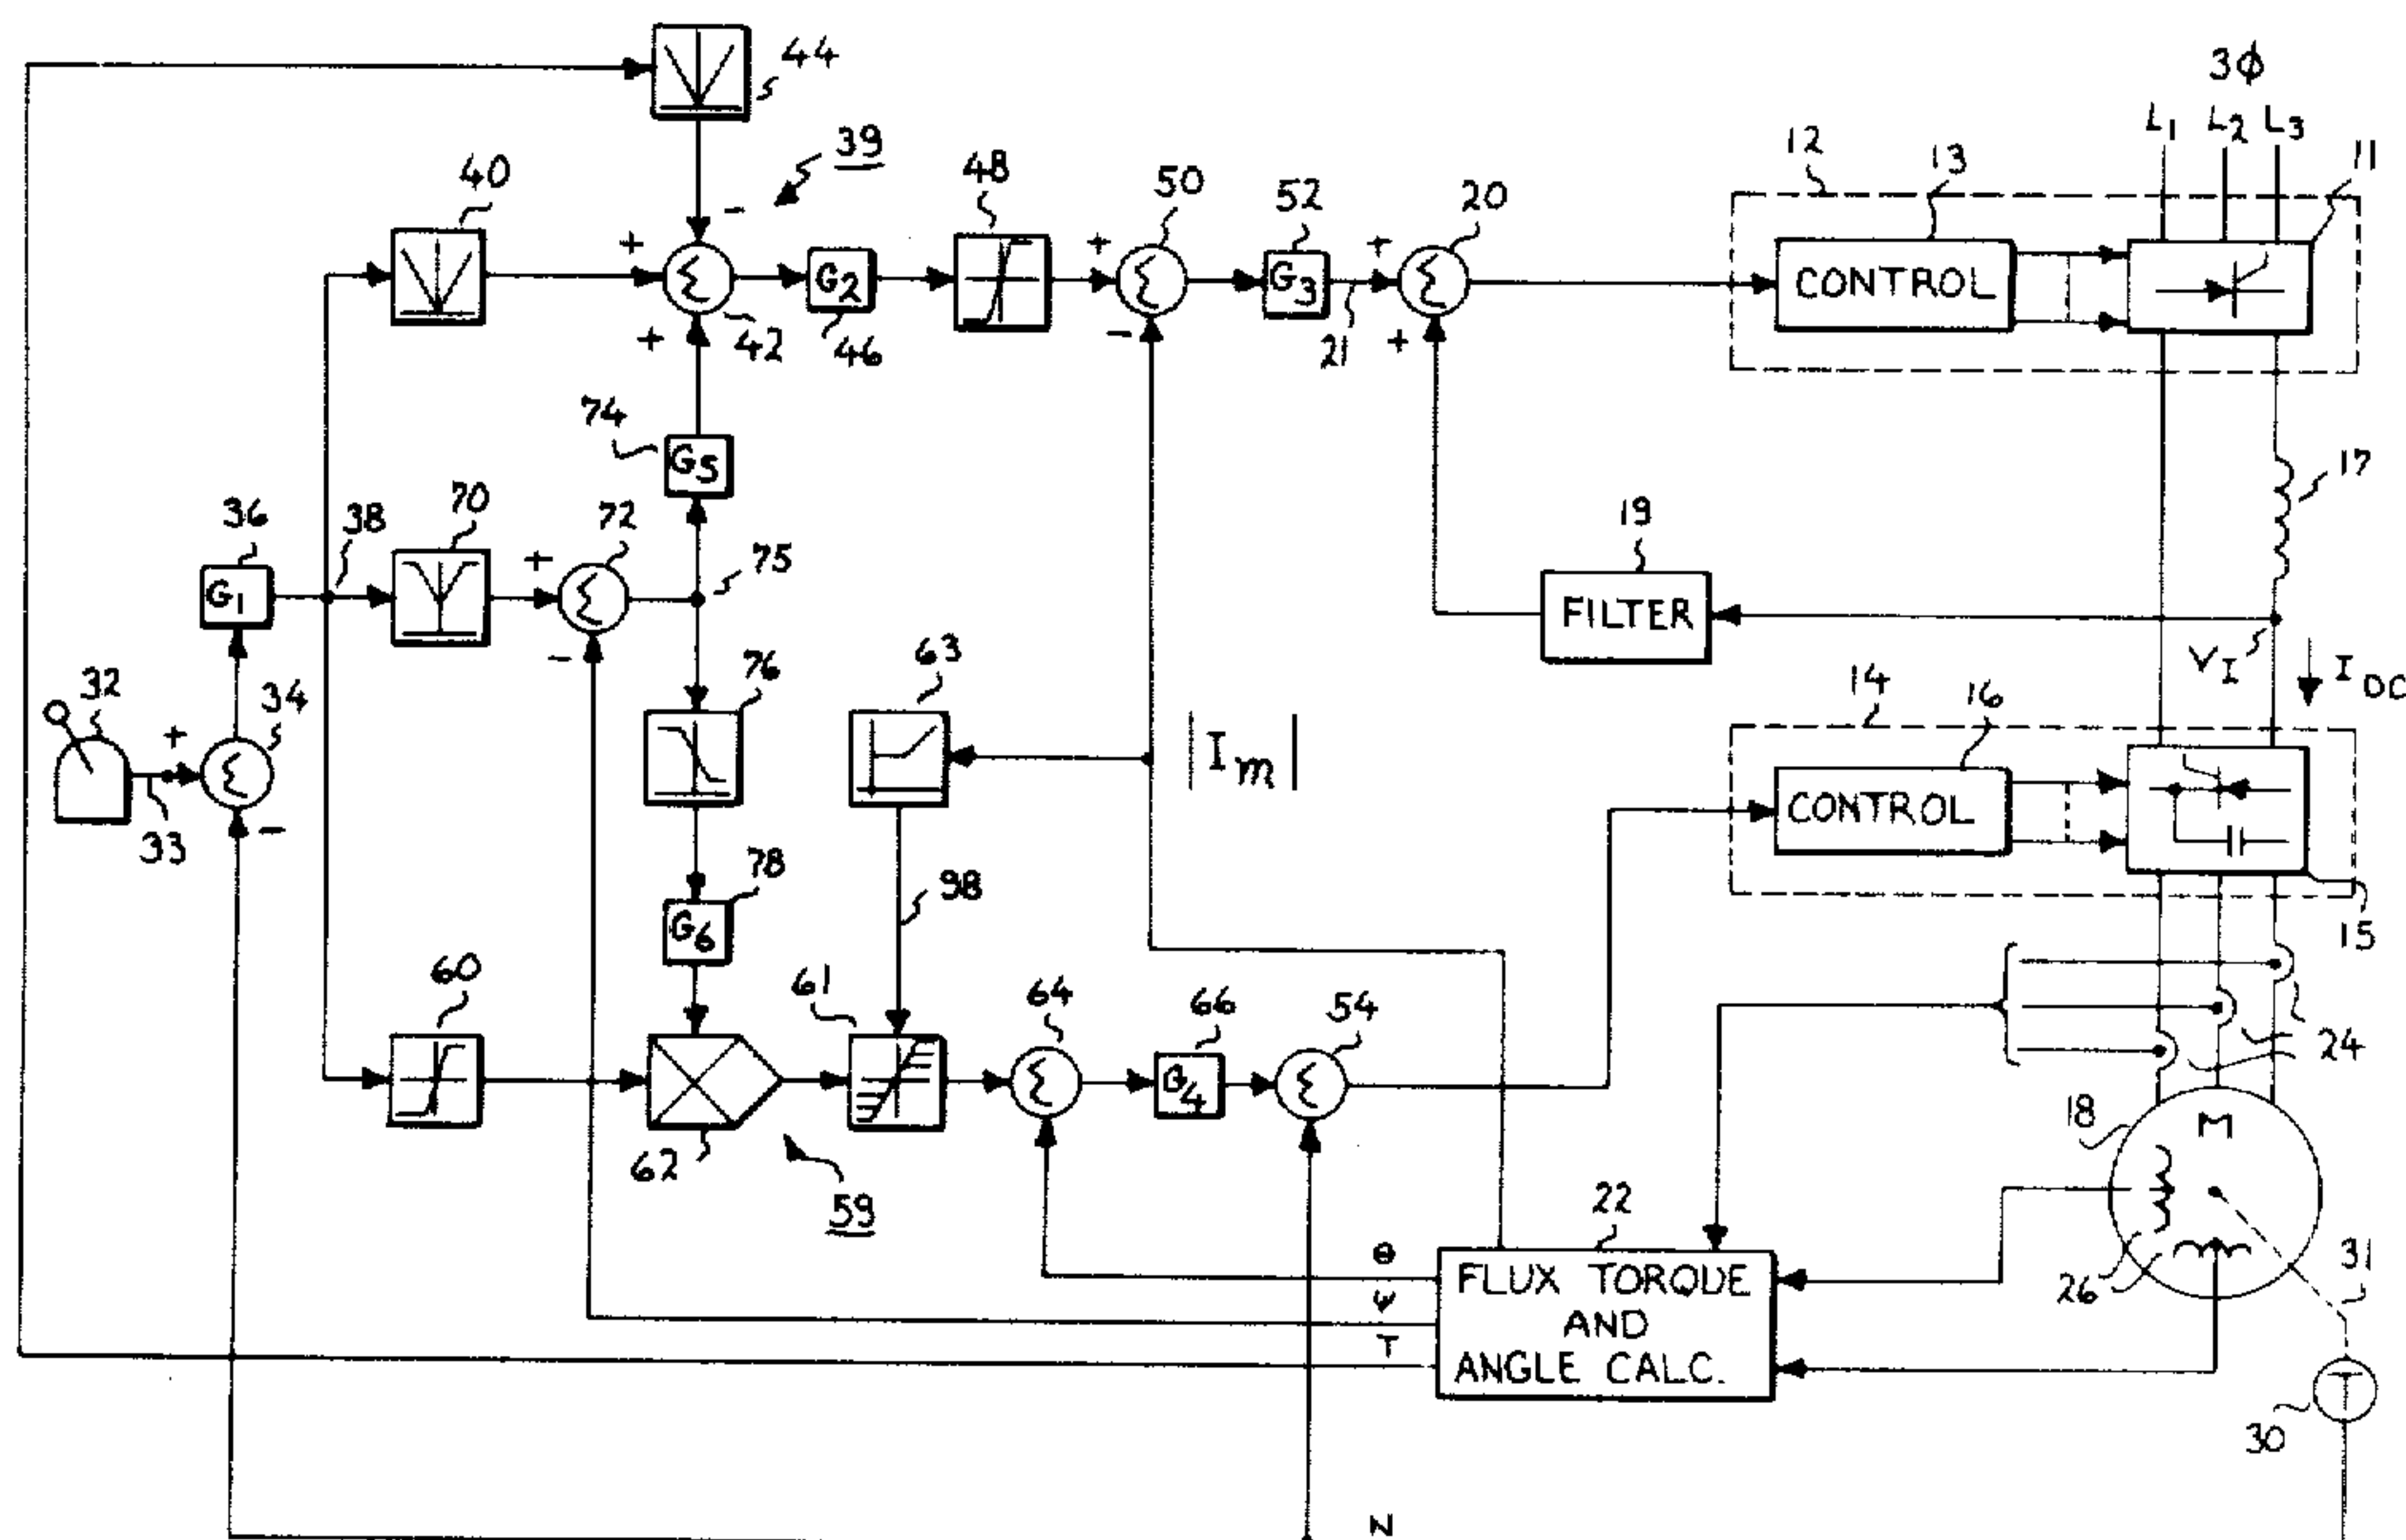 44
3Φ
L1 L2 L3
39
12
13
11
40
48
50
52
20
-
+
G2
+
G3
+
CONTROL
+
42
46
-
21
+
74
G5
17
36
38
70
72
19
G1
+
75
FILTER
-
76
63
VI
IDC
32
34
14
16
+
|Im|
33
-
CONTROL
78
98
G6
15
60
61
64
66
54
24
G4
18
M
62
59
22
Θ
Ψ
T
FLUX TORQUE
AND
ANGLE CALC.
26
31
T
30
N
Σ
Σ
Σ
Σ
Σ
Σ
Σ